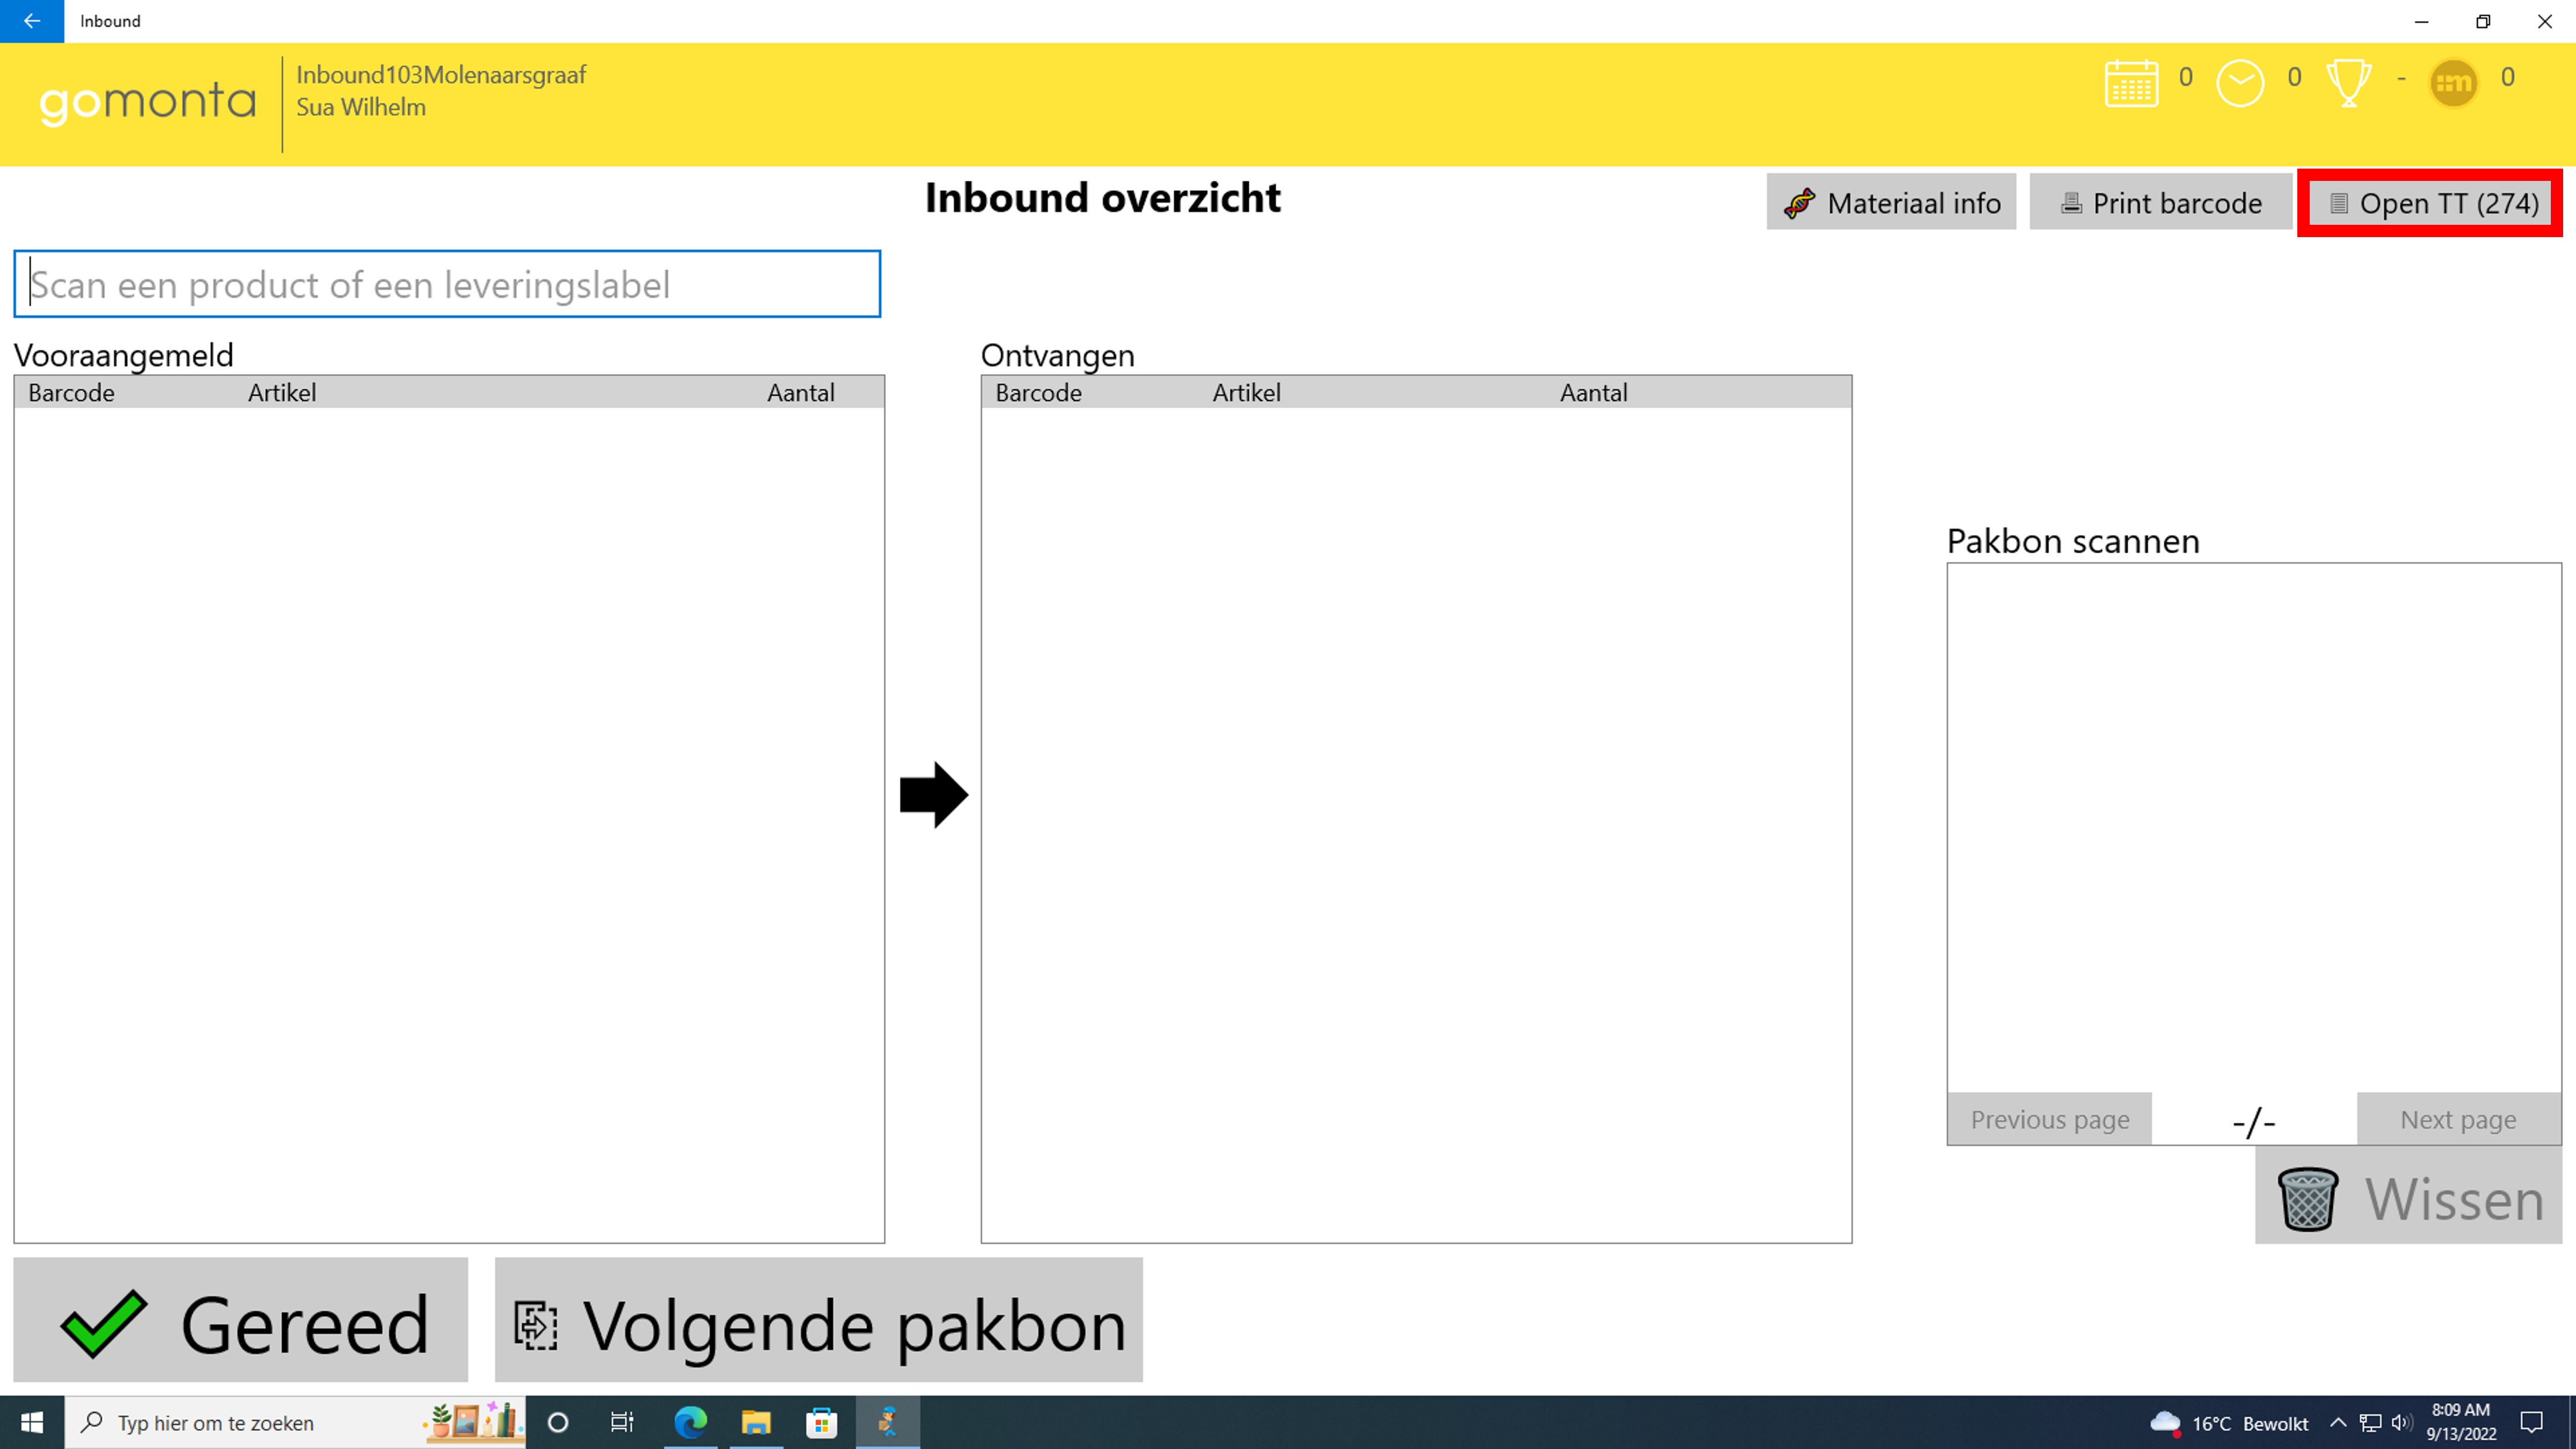 Inbound
gomonta
Inbound103Molenaarsgraaf
Sua Wilhelm
0 0 - :m 0
Inbound overzicht
Materiaal info Print barcode Open TT (274)
Scan een product of een leveringslabel
Vooraangemeld
Barcode Artikel Aantal
Ontvangen
Barcode Artikel Aantal
Pakbon scannen
Previous page -/- Next page
Wissen
Gereed Volgende pakbon
Typ hier om te zoeken
16°C Bewolkt
8:09 AM
9/13/2022